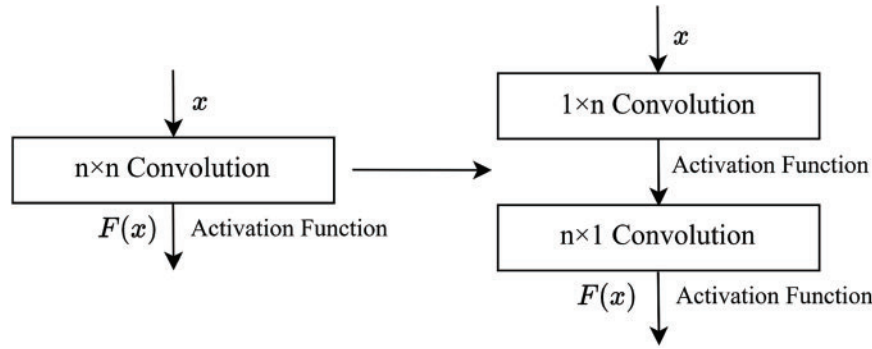 x
n×n Convolution
F(x) Activation Function
x
1×n Convolution
Activation Function
n×1 Convolution
F(x) Activation Function